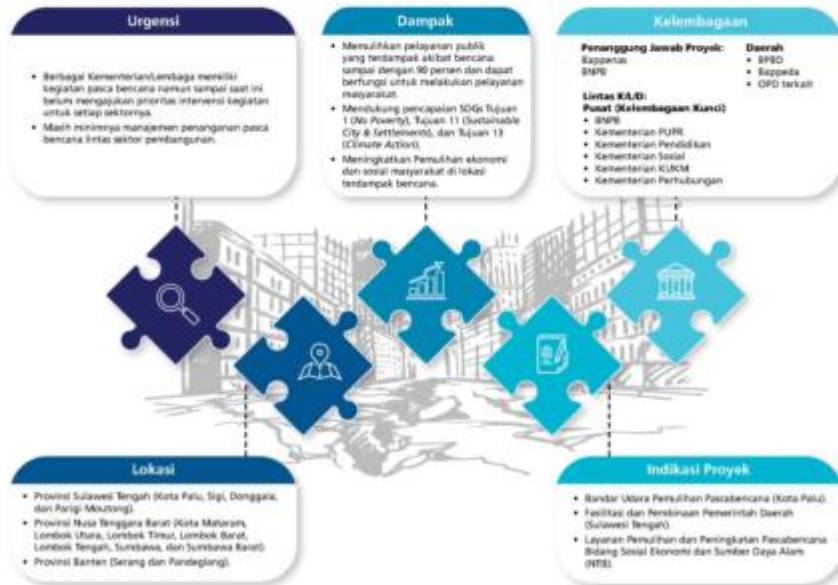 Urgensi
• Berbagai Kementerian/Lembaga memiliki
kegiatan pasca bencana namun sampai saat ini
belum mengajukan prioritas intervensi kegiatan
untuk setiap sektornya.
• Masih minimnya manajemen penanganan pasca
bencana lintas sektor pembangunan.
Dampak
• Memulihkan pelayanan publik
yang terdampak akibat bencana
sampai dengan 90 persen dan dapat
berfungsi untuk melakukan pelayanan
masyarakat.
• Mendukung pencapaian SDGs Tujuan
1 (No Poverty), Tujuan 11 (Sustainable
City & Settlements), dan Tujuan 13
(Climate Action).
• Meningkatkan Pemulihan ekonomi
dan sosial masyarakat di lokasi
terdampak bencana.
Kelembagaan
Penanggung Jawab Proyek:
Bappenas
BNPB
Lintas K/L/D:
Pusat (Kelembagaan Kunci)
• BNPB
• Kementerian PUPR
• Kementerian Pendidikan
• Kementerian Sosial
• Kementerian KUKM
• Kementerian Perhubungan
Daerah
• BPBD
• Bappeda
• OPD terkait
Lokasi
• Provinsi Sulawesi Tengah (Kota Palu, Sigi, Donggala,
dan Parigi Moutong).
• Provinsi Nusa Tenggara Barat (Kota Mataram,
Lombok Utara, Lombok Timur, Lombok Barat,
Lombok Tengah, Sumbawa, dan Sumbawa Barat).
• Provinsi Banten (Serang dan Pandeglang).
Indikasi Proyek
• Bandar Udara Pemulihan Pascabencana (Kota Palu).
• Fasilitasi dan Pembinaan Pemerintah Daerah
(Sulawesi Tengah).
• Layanan Pemulihan dan Peningkatan Pascabencana
Bidang Sosial Ekonomi dan Sumber Daya Alam
(NTB).